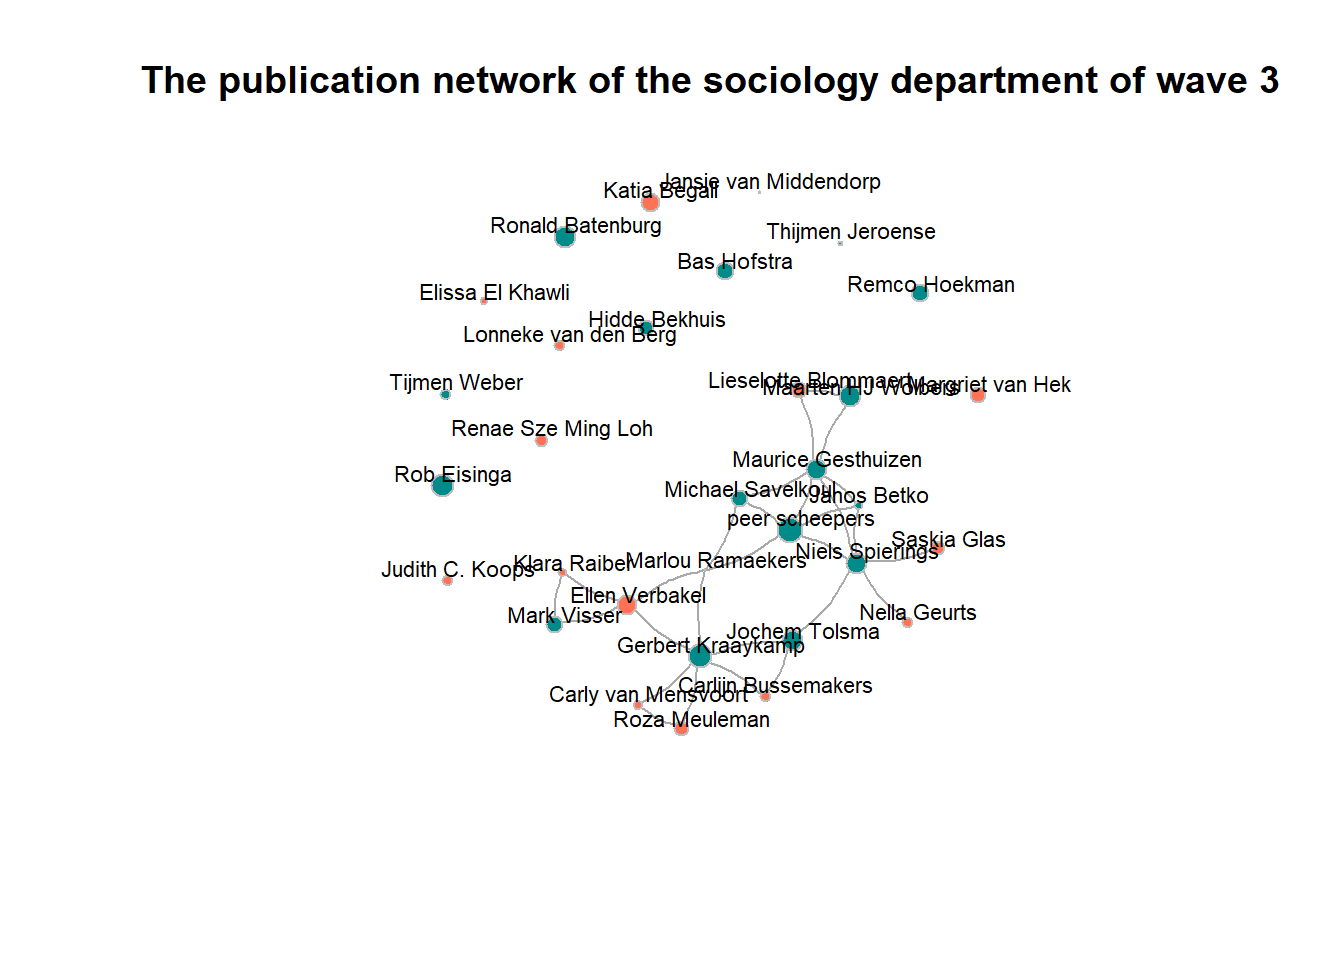 The publication network of the sociology department of wave 3
Jansje van Middendorp
Katia Begall
Ronald Batenburg
Thijmen Jeroense
Bas Hofstra
Remco Hoekman
Elissa El Khawli
Hidde Bekhuis
Lonneke van den Berg
Tijmen Weber
Lieselotte Blommaert
Maarten HJ Wolbers
Margriet van Hek
Renae Sze Ming Loh
Maurice Gesthuizen
Rob Eisinga
Michael Savelkoul
Janos Betko
peer scheepers
Saskia Glas
Niels Spierings
Klara Raiber
Marlou Ramaekers
Judith C. Koops
Ellen Verbakel
Mark Visser
Nella Geurts
Jochem Tolsma
Gerbert Kraaykamp
Carlijn Bussemakers
Carly van Mensvoort
Roza Meuleman